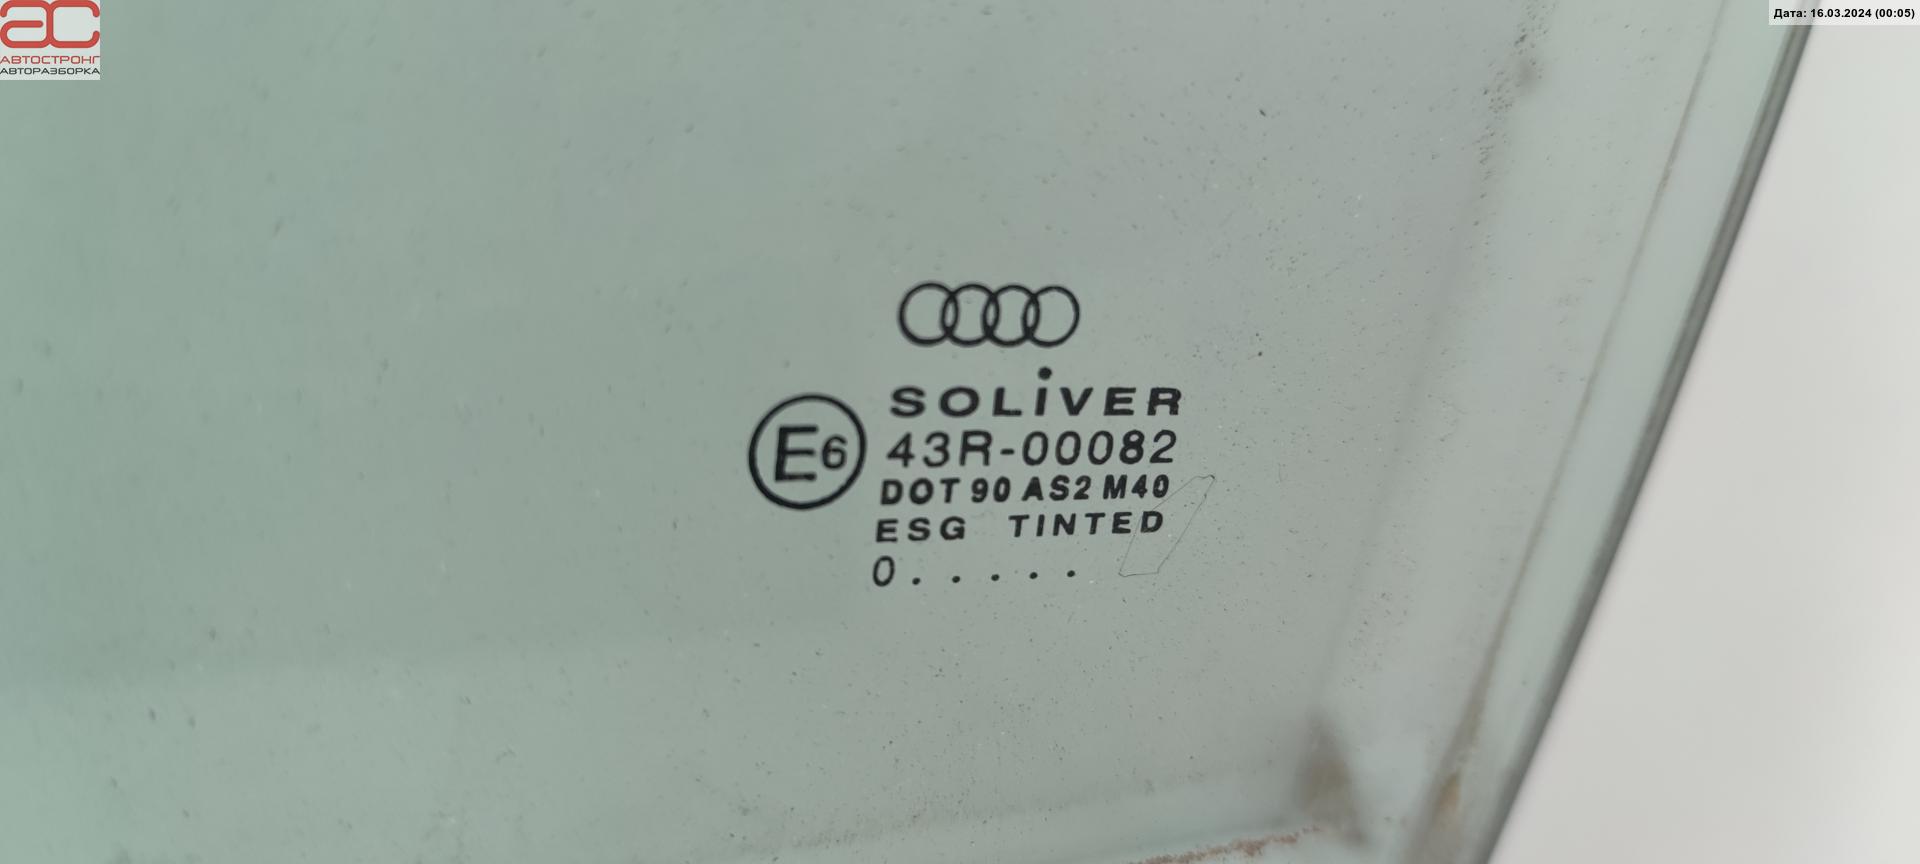 АВТОСТРОНГ
АВТОРАЗБОРКА
Дата: 16.03.2024 (00:05)
SOLiVER
E6
43R-00082
DOT 90 AS2 M40
ESG TINTED
0.....